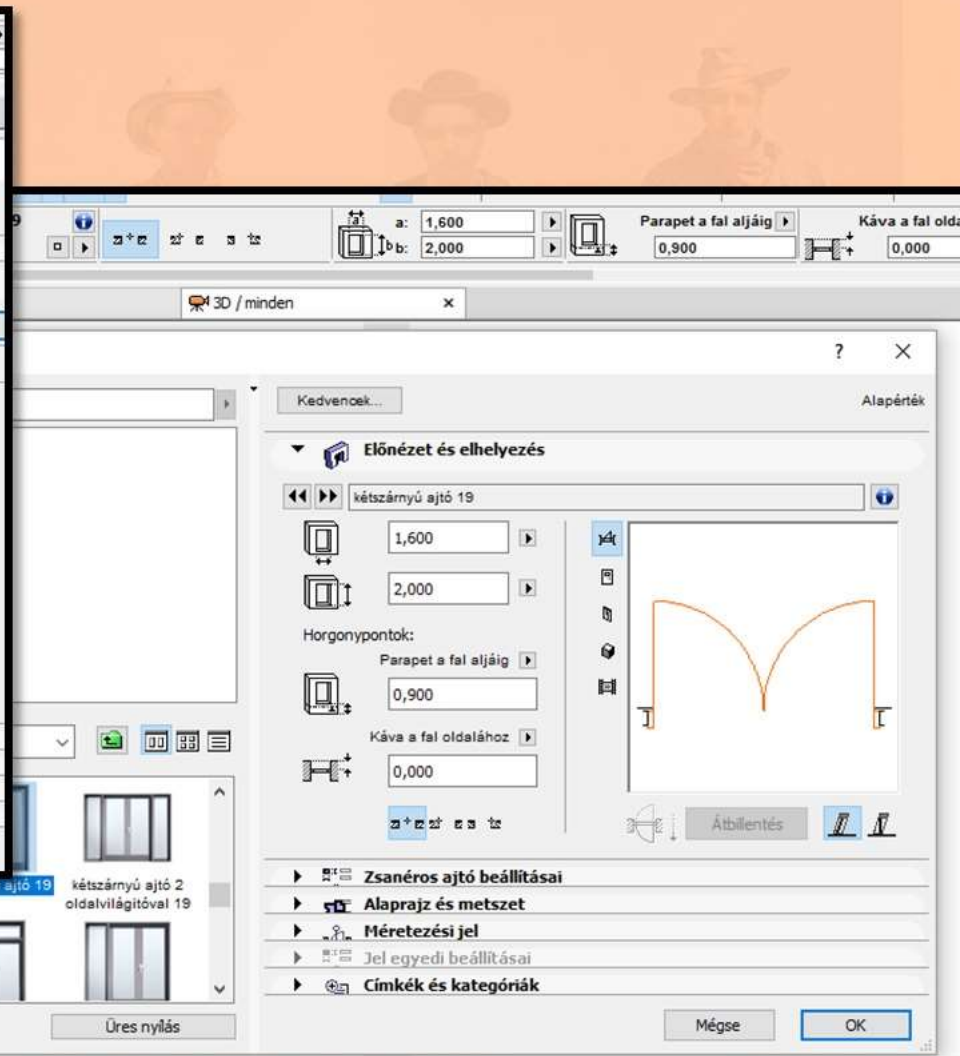 9
a: 1,600
b: 2,000
Parapet a fal aljáig
0,900
Káva a fal olda
0,000
3D / minden
Kedvencek...
Alapérték
Előnézet és elhelyezés
kétszárnyú ajtó 19
1,600
2,000
Horgonypontok:
Parapet a fal aljáig
0,900
Káva a fal oldalához
0,000
Átbillentés
ajtó 19
kétszárnyú ajtó 2
oldalvilágítóval 19
Zsanéros ajtó beállításai
Alaprajz és metszet
Méretezési jel
Jel egyedi beállításai
Címkék és kategóriák
Üres nyílás
Mégse
OK